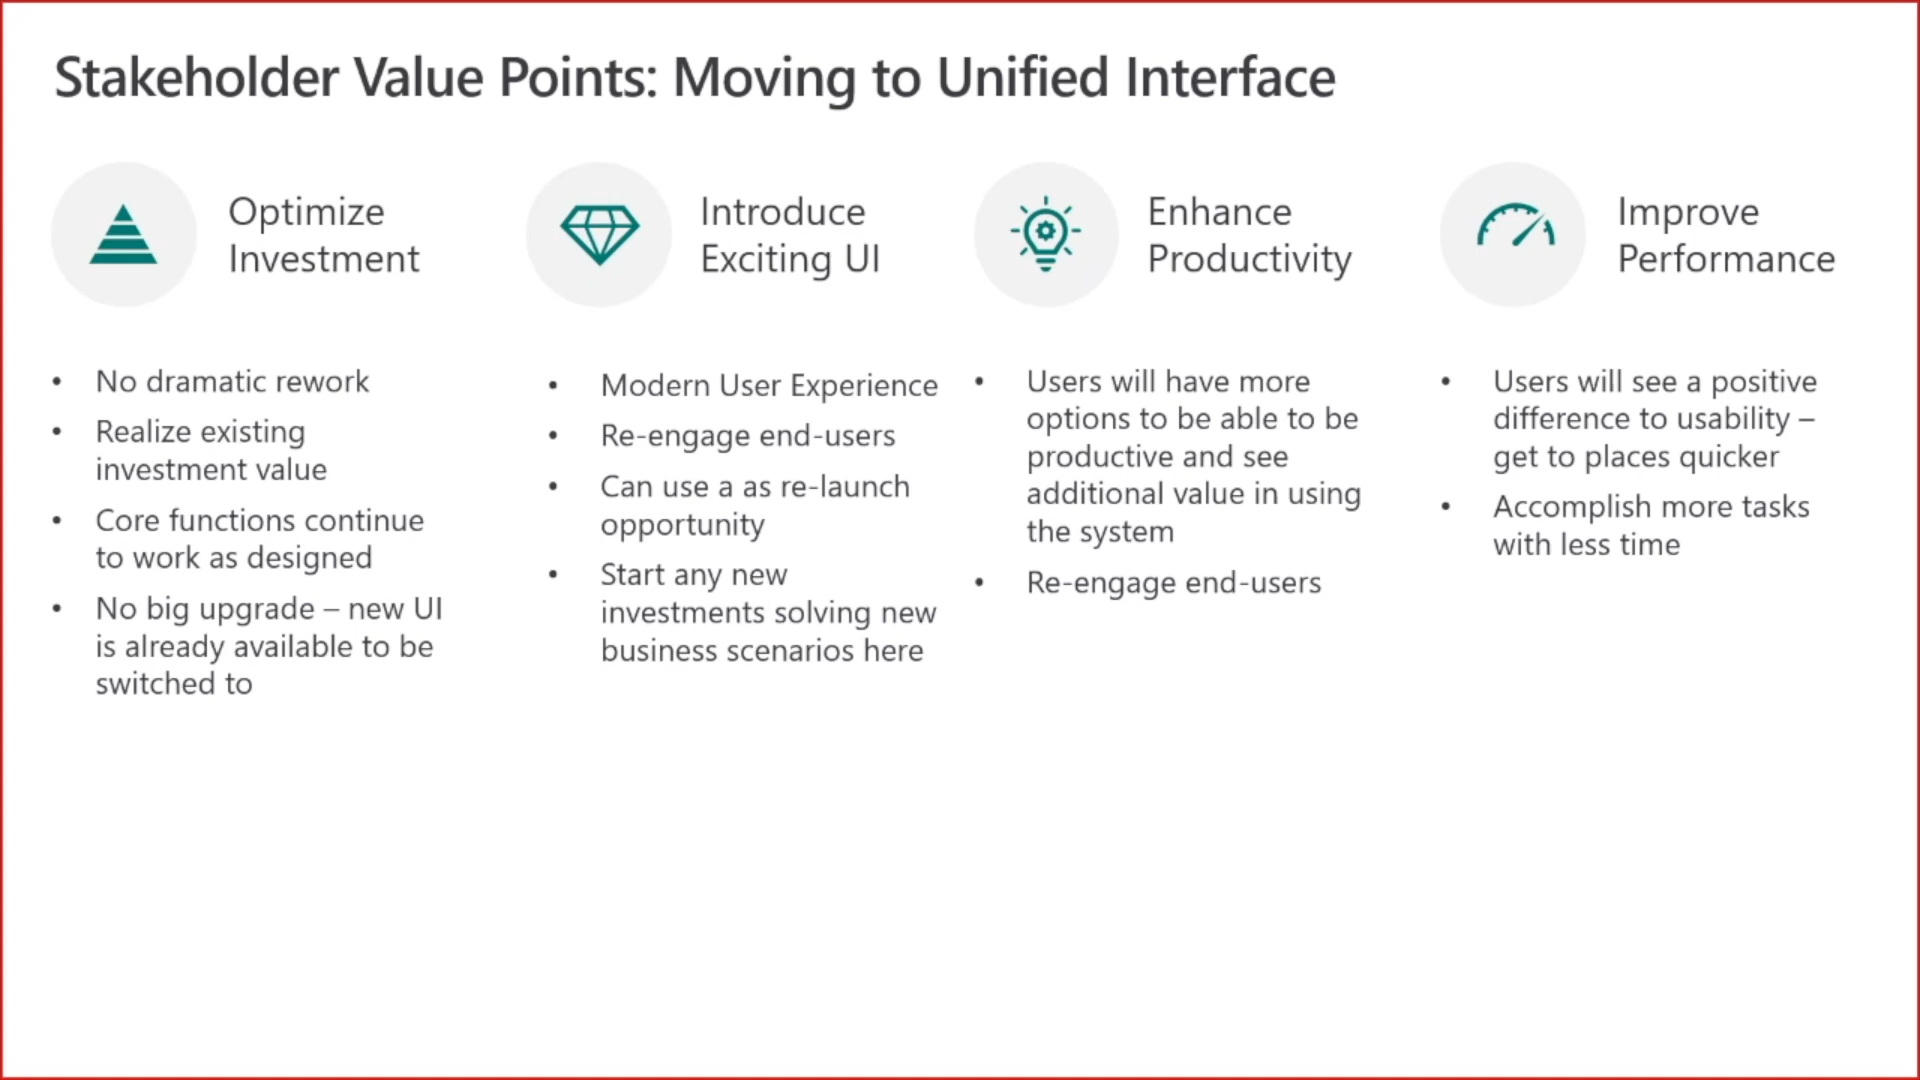 Stakeholder Value Points: Moving to Unified Interface
Optimize
Investment
• No dramatic rework
• Realize existing
investment value
• Core functions continue
to work as designed
• No big upgrade – new UI
is already available to be
switched to
Introduce
Exciting UI
• Modern User Experience
• Re-engage end-users
• Can use a as re-launch
opportunity
• Start any new
investments solving new
business scenarios here
Enhance
Productivity
• Users will have more
options to be able to be
productive and see
additional value in using
the system
• Re-engage end-users
Improve
Performance
• Users will see a positive
difference to usability –
get to places quicker
• Accomplish more tasks
with less time